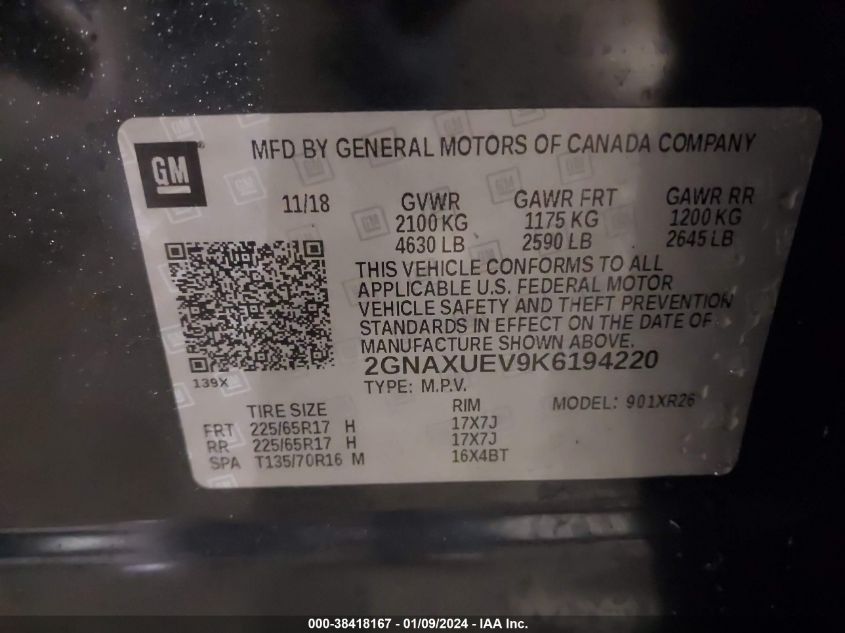 GM
MFD BY GENERAL MOTORS OF CANADA COMPANY
11/18 GVWR GAWR FRT GAWR RR
2100 KG 1175 KG 1200 KG
4630 LB 2590 LB 2645 LB
THIS VEHICLE CONFORMS TO ALL
APPLICABLE U.S. FEDERAL MOTOR
VEHICLE SAFETY AND THEFT PREVENTION
STANDARDS IN EFFECT ON THE DATE OF
MANUFACTURE SHOWN ABOVE.
2GNAXUEV9K6194220
139X TYPE: M.P.V.
TIRE SIZE RIM MODEL: 901XR26
FRT 225/65R17 H 17X7J
RR 225/65R17 H 17X7J
SPA T135/70R16 M 16X4BT
000-38418167 - 01/09/2024 - IAA Inc.